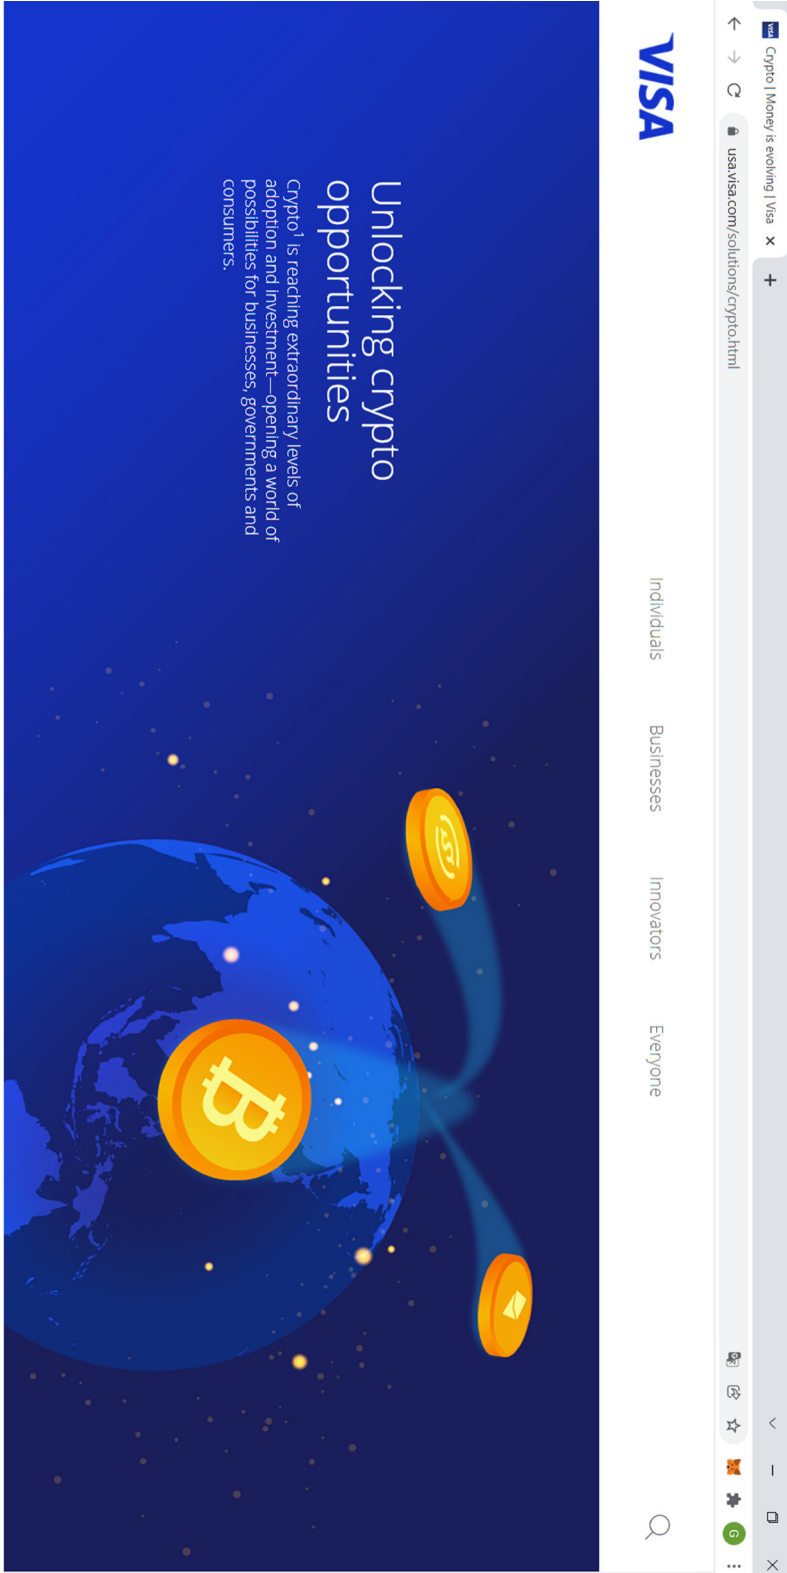 VISA
Crypto | Money is evolving | Visa
usa.visa.com/solutions/crypto.html
G
VISA
Individuals
Businesses
Innovators
Everyone
Unlocking crypto
opportunities
Crypto¹ is reaching extraordinary levels of
adoption and investment—opening a world of
possibilities for businesses, governments and
consumers.